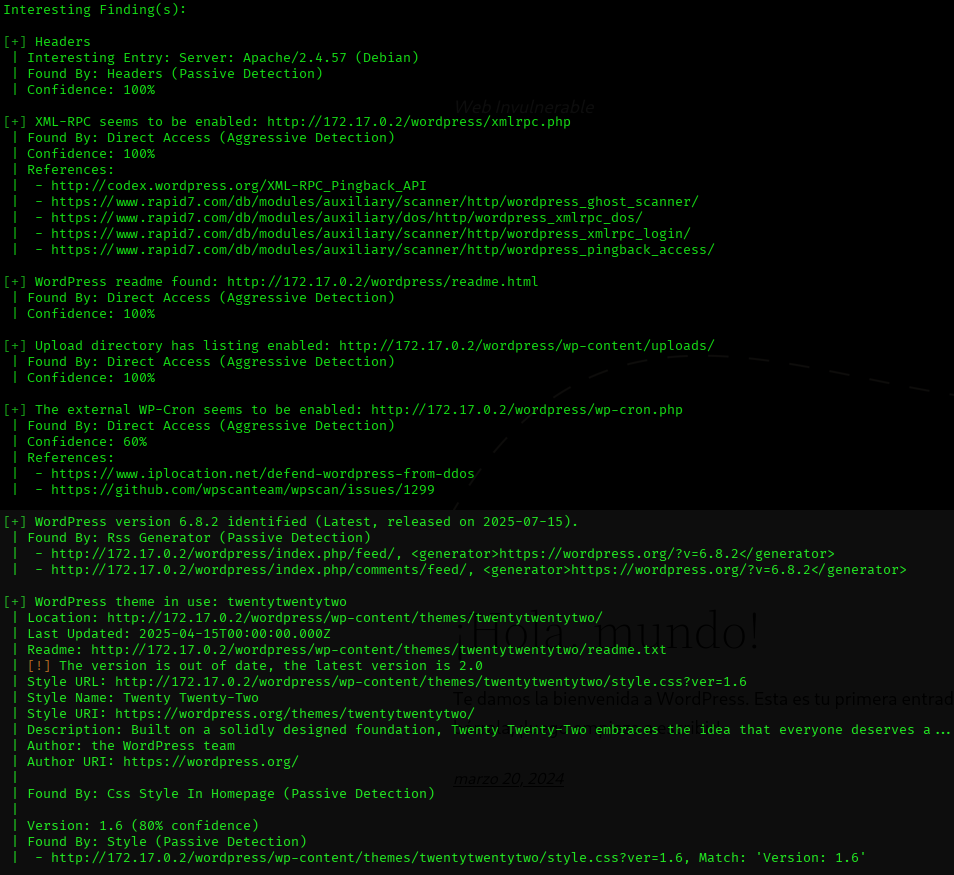 Interesting Finding(s):
[+] Headers
| Interesting Entry: Server: Apache/2.4.57 (Debian)
| Found By: Headers (Passive Detection)
| Confidence: 100%
Web Invulnerable
[+] XML-RPC seems to be enabled: http://172.17.0.2/wordpress/xmlrpc.php
| Found By: Direct Access (Aggressive Detection)
| Confidence: 100%
| References:
|  - http://codex.wordpress.org/XML-RPC_Pingback_API
|  - https://www.rapid7.com/db/modules/auxiliary/scanner/http/wordpress_ghost_scanner/
|  - https://www.rapid7.com/db/modules/auxiliary/dos/http/wordpress_xmlrpc_dos/
|  - https://www.rapid7.com/db/modules/auxiliary/scanner/http/wordpress_xmlrpc_login/
|  - https://www.rapid7.com/db/modules/auxiliary/scanner/http/wordpress_pingback_access/
[+] WordPress readme found: http://172.17.0.2/wordpress/readme.html
| Found By: Direct Access (Aggressive Detection)
| Confidence: 100%
[+] Upload directory has listing enabled: http://172.17.0.2/wordpress/wp-content/uploads/
| Found By: Direct Access (Aggressive Detection)
| Confidence: 100%
[+] The external WP-Cron seems to be enabled: http://172.17.0.2/wordpress/wp-cron.php
| Found By: Direct Access (Aggressive Detection)
| Confidence: 60%
| References:
|  - https://www.iplocation.net/defend-wordpress-from-ddos
|  - https://github.com/wpscanteam/wpscan/issues/1299
[+] WordPress version 6.8.2 identified (Latest, released on 2025-07-15).
| Found By: Rss Generator (Passive Detection)
|  - http://172.17.0.2/wordpress/index.php/feed/, <generator>https://wordpress.org/?v=6.8.2</generator>
|  - http://172.17.0.2/wordpress/index.php/comments/feed/, <generator>https://wordpress.org/?v=6.8.2</generator>
[+] WordPress theme in use: twentytwentytwo
| Location: http://172.17.0.2/wordpress/wp-content/themes/twentytwentytwo/
| Last Updated: 2025-04-15T00:00:00.000Z
¡Hola, mundo!
| Readme: http://172.17.0.2/wordpress/wp-content/themes/twentytwentytwo/readme.txt
| [!] The version is out of date, the latest version is 2.0
| Style URL: http://172.17.0.2/wordpress/wp-content/themes/twentytwentytwo/style.css?ver=1.6
| Style Name: Twenty Twenty-Two
Te damos la bienvenida a WordPress. Esta es tu primera entrad
| Style URI: https://wordpress.org/themes/twentytwentytwo/
| Description: Built on a solidly designed foundation, Twenty Twenty-Two embraces the idea that everyone deserves a...
| Author: the WordPress team
| Author URI: https://wordpress.org/
|
marzo 20, 2024
| Found By: Css Style In Homepage (Passive Detection)
|
| Version: 1.6 (80% confidence)
| Found By: Style (Passive Detection)
|  - http://172.17.0.2/wordpress/wp-content/themes/twentytwentytwo/style.css?ver=1.6, Match: 'Version: 1.6'